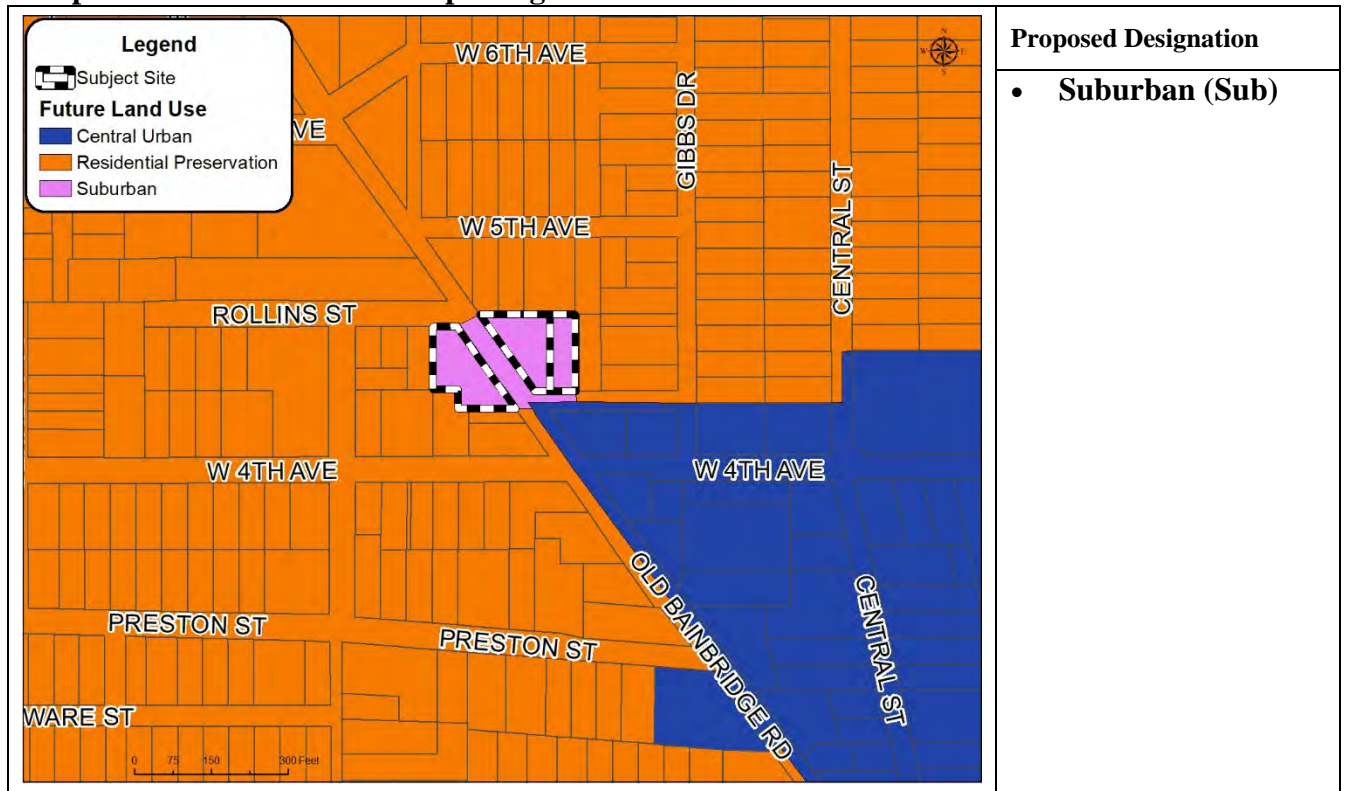 Legend
Subject Site
Future Land Use
Central Urban
Residential Preservation
Suburban
VE
W 6TH AVE
GIBBS DR
CENTRAL ST
N
W E
S
W 5TH AVE
ROLLINS ST
W 4TH AVE
W 4TH AVE
OLD BAINBRIDGE RD
CENTRAL ST
PRESTON ST
PRESTON ST
WARE ST
0 75 150 300 Feet
Proposed Designation
• Suburban (Sub)